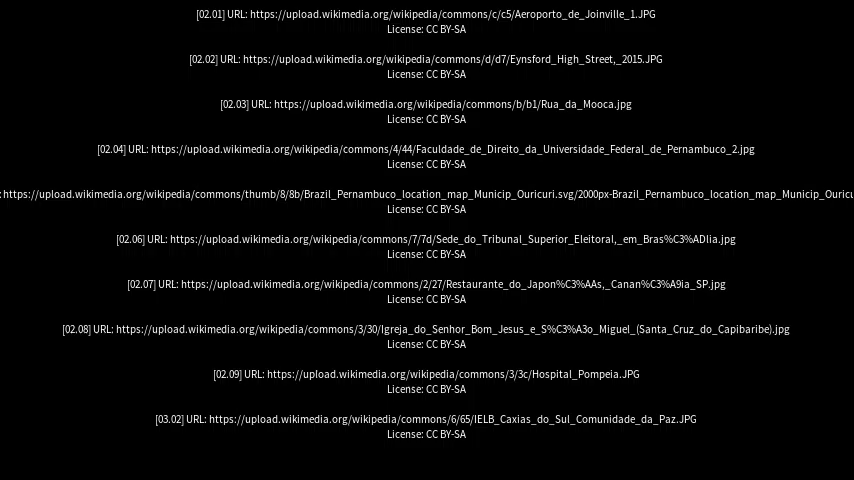 [02.01] URL: https://upload.wikimedia.org/wikipedia/commons/c/c5/Aeroporto_de_Joinville_1.JPG
License: CC BY-SA
[02.02] URL: https://upload.wikimedia.org/wikipedia/commons/d/d7/Eynsford_High_Street,_2015.JPG
License: CC BY-SA
[02.03] URL: https://upload.wikimedia.org/wikipedia/commons/b/b1/Rua_da_Mooca.jpg
License: CC BY-SA
[02.04] URL: https://upload.wikimedia.org/wikipedia/commons/4/44/Faculdade_de_Direito_da_Universidade_Federal_de_Pernambuco_2.jpg
License: CC BY-SA
: https://upload.wikimedia.org/wikipedia/commons/thumb/8/8b/Brazil_Pernambuco_location_map_Municip_Ouricuri.svg/2000px-Brazil_Pernambuco_location_map_Municip_Ouricu
License: CC BY-SA
[02.06] URL: https://upload.wikimedia.org/wikipedia/commons/7/7d/Sede_do_Tribunal_Superior_Eleitoral,_em_Bras%C3%ADlia.jpg
License: CC BY-SA
[02.07] URL: https://upload.wikimedia.org/wikipedia/commons/2/27/Restaurante_do_Japon%C3%AAs,_Canan%C3%A9ia_SP.jpg
License: CC BY-SA
[02.08] URL: https://upload.wikimedia.org/wikipedia/commons/3/30/Igreja_do_Senhor_Bom_Jesus_e_S%C3%A3o_Miguel_(Santa_Cruz_do_Capibaribe).jpg
License: CC BY-SA
[02.09] URL: https://upload.wikimedia.org/wikipedia/commons/3/3c/Hospital_Pompeia.JPG
License: CC BY-SA
[03.02] URL: https://upload.wikimedia.org/wikipedia/commons/6/65/IELB_Caxias_do_Sul_Comunidade_da_Paz.JPG
License: CC BY-SA